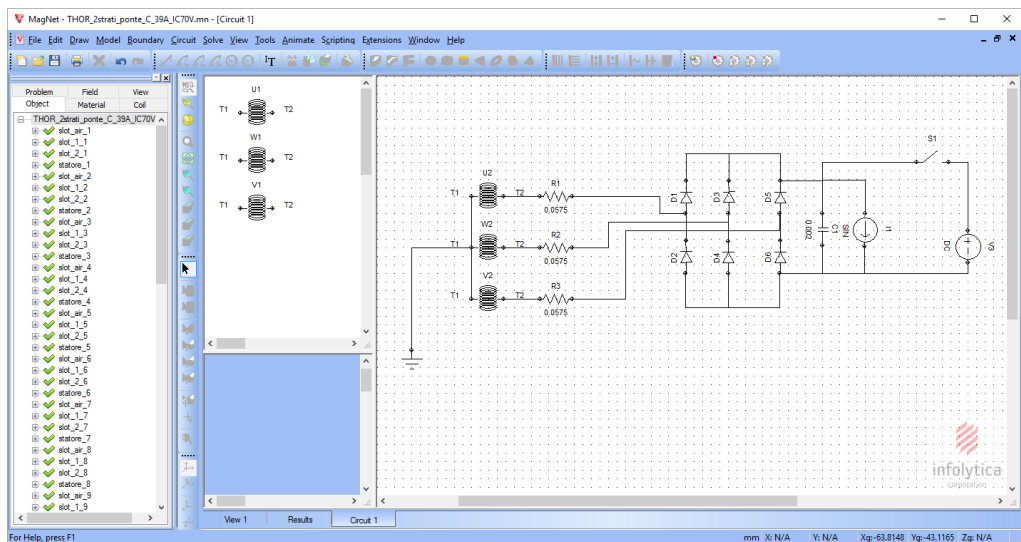 MagNet - THOR_2strati_ponte_C_39A_IC70V.mn - [Circuit 1]
File Edit Draw Model Boundary Circuit Solve View Tools Animate Scripting Extensions Window Help
Problem Field View
Object Material Coil
THOR_2strati_ponte_C_39A_IC70V
slot_air_1
slot_1_1
slot_2_1
statore_1
slot_air_2
slot_1_2
slot_2_2
statore_2
slot_air_3
slot_1_3
slot_2_3
statore_3
slot_air_4
slot_1_4
slot_2_4
statore_4
slot_air_5
slot_1_5
slot_2_5
statore_5
slot_air_6
slot_1_6
slot_2_6
statore_6
slot_air_7
slot_1_7
slot_2_7
statore_7
slot_air_8
slot_1_8
slot_2_8
statore_8
slot_air_9
slot_1_9
U1
T1 T2
W1
T1 T2
V1
T1 T2
U2
T1 T2
R1
0,0575
W2
T1 T2
R2
0,0575
V2
T1 T2
R3
0,0575
D1 D3 D5
D2 D4 D6
0,002 C1
SIN I1
S1
DC V3
infolytica
corporation
View 1 Results Circuit 1
For Help, press F1
mm X: N/A Y: N/A Xg:-63.8148 Yg:-43.1165 Zg: N/A